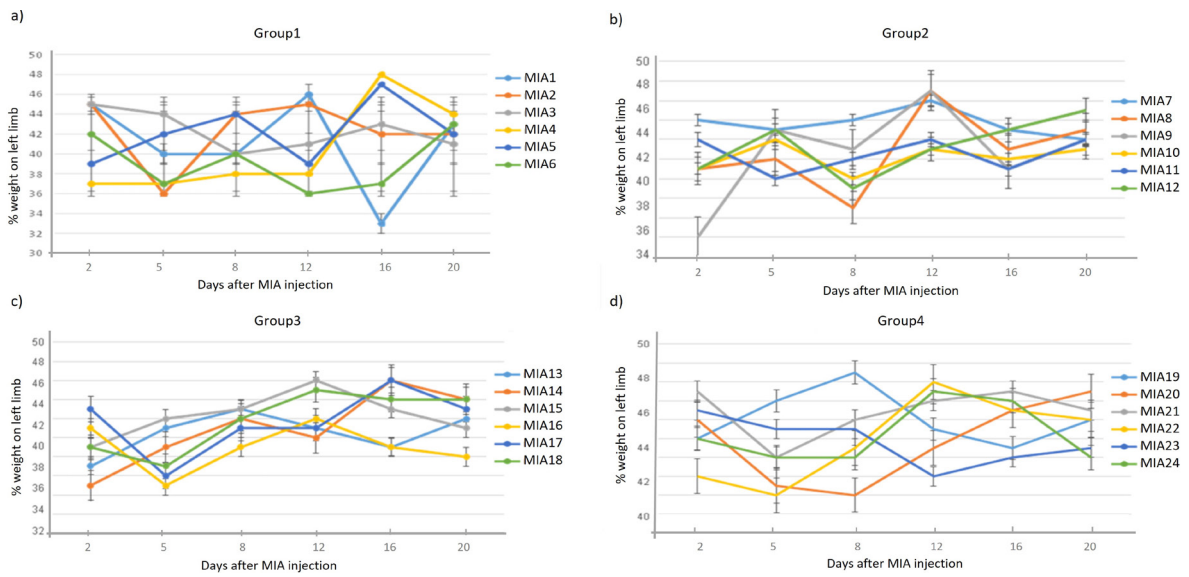 a)
Group1
% weight on left limb
50
48
46
44
42
40
38
36
34
32
30
2 5 8 12 16 20
Days after MIA injection
MIA1
MIA2
MIA3
MIA4
MIA5
MIA6
b)
Group2
% weight on left limb
50
48
46
44
42
40
38
36
34
2 5 8 12 16 20
Days after MIA injection
MIA7
MIA8
MIA9
MIA10
MIA11
MIA12
c)
Group3
% weight on left limb
50
48
46
44
42
40
38
36
34
32
2 5 8 12 16 20
Days after MIA injection
MIA13
MIA14
MIA15
MIA16
MIA17
MIA18
d)
Group4
% weight on left limb
50
48
46
44
42
40
2 5 8 12 16 20
Days after MIA injection
MIA19
MIA20
MIA21
MIA22
MIA23
MIA24